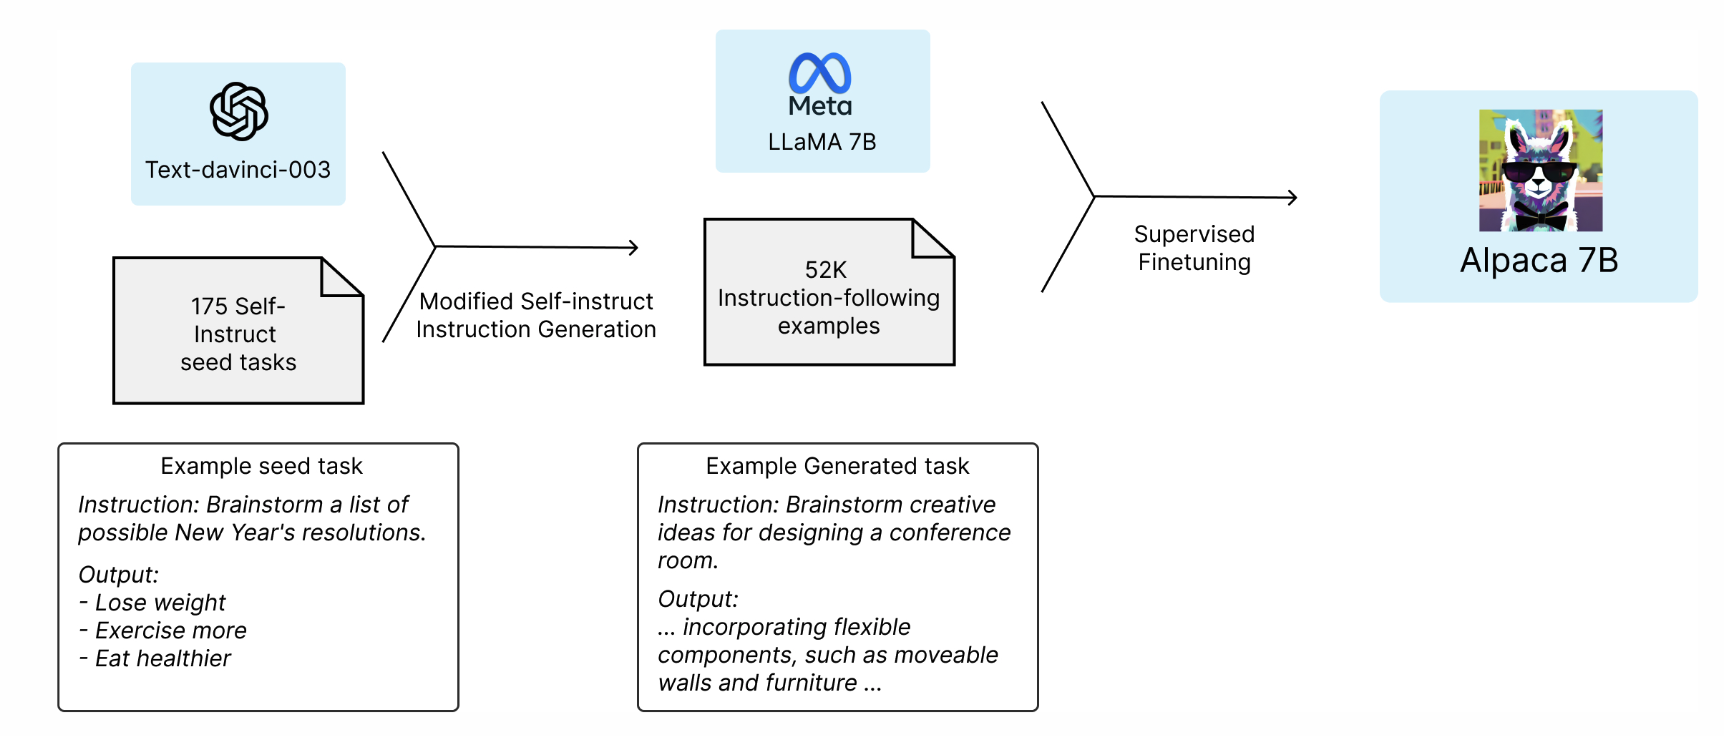 Text-davinci-003
175 Self-
Instruct
seed tasks
Modified Self-instruct
Instruction Generation
Meta
LLaMA 7B
52K
Instruction-following
examples
Supervised
Finetuning
Alpaca 7B
Example seed task
Instruction: Brainstorm a list of
possible New Year's resolutions.
Output:
- Lose weight
- Exercise more
- Eat healthier
Example Generated task
Instruction: Brainstorm creative
ideas for designing a conference
room.
Output:
... incorporating flexible
components, such as moveable
walls and furniture ...